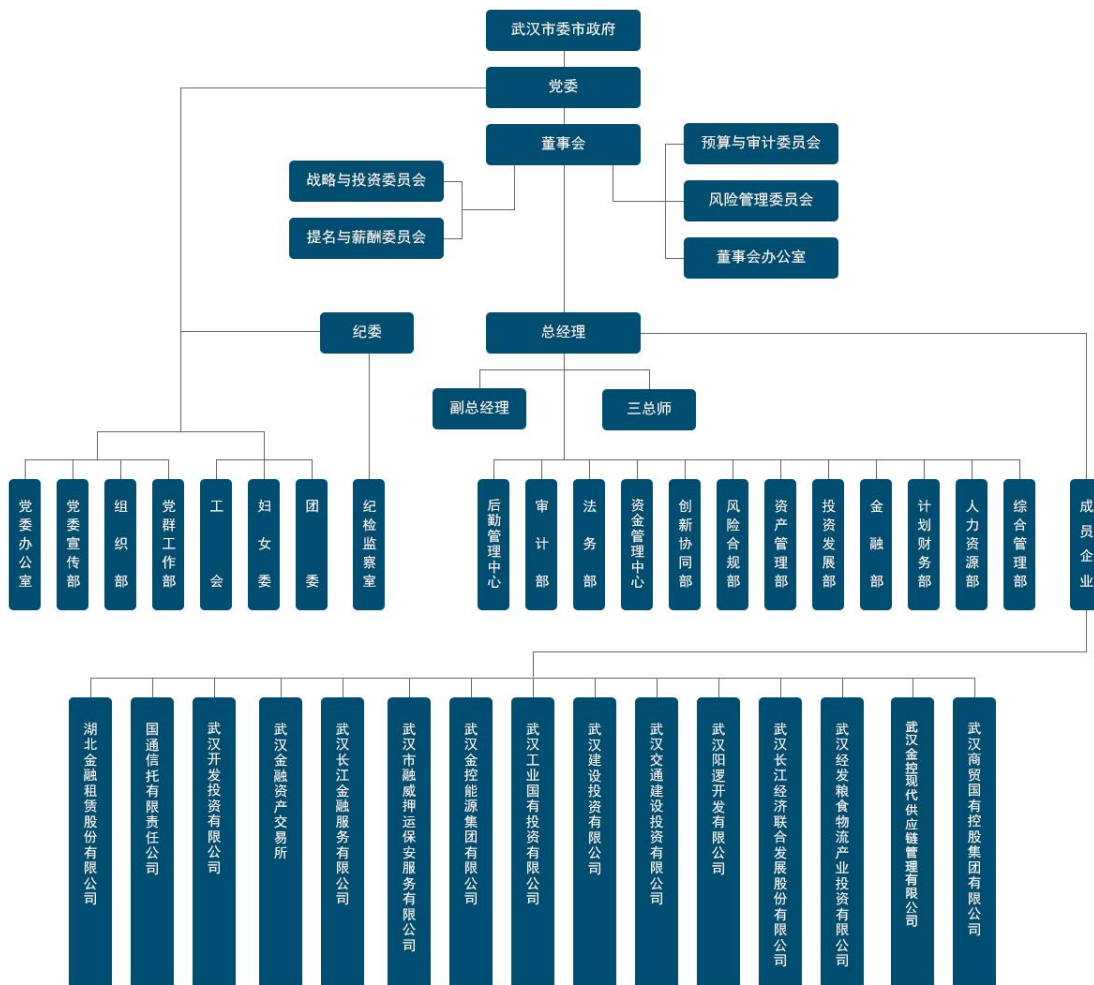 武汉市委市政府
党委
董事会
预算与审计委员会
战略与投资委员会
风险管理委员会
提名与薪酬委员会
董事会办公室
纪委
总经理
副总经理
三总师
党委办公室
党委宣传部
组织部
党群工作部
工会
妇女委
团委
纪检监察室
后勤管理中心
审计部
法务部
资金管理中心
创新协同部
风险合规部
资产管理部
投资发展部
金融部
计划财务部
人力资源部
综合管理部
成员企业
湖北金融租赁股份有限公司
国通信托有限责任公司
武汉开发投资有限公司
武汉金融资产交易所
武汉长江金融服务有限公司
武汉市融威押运保安服务有限公司
武汉金控能源集团有限公司
武汉工业国有投资有限公司
武汉建设投资有限公司
武汉交通建设投资有限公司
武汉阳逻开发有限公司
武汉长江经济联合发展股份有限公司
武汉经发粮食物流产业投资有限公司
武汉金控现代供应链管理有限公司
武汉商贸国有控股集团有限公司